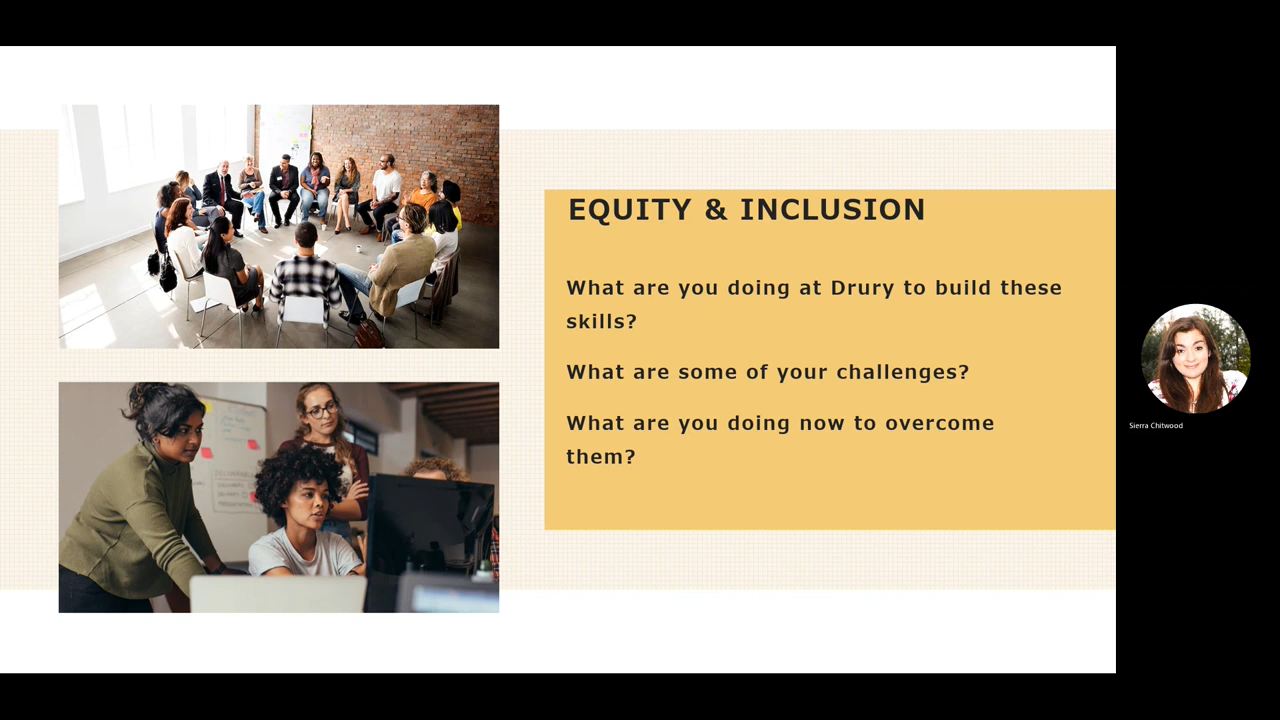 EQUITY & INCLUSION
What are you doing at Drury to build these
skills?
What are some of your challenges?
What are you doing now to overcome
them?
Sierra Chitwood